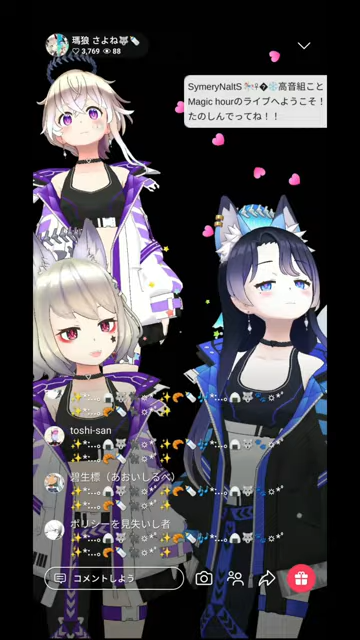 瑪狼 さよね🐺🍼
3,769 88
SymeryNaltS 🎠♀�❄️高音組こと
Magic hourのライブへようこそ！
たのしんでってね！！
toshi-san
碧生標（あおいしるべ）
ポリシーを見失いし者
コメントしよう